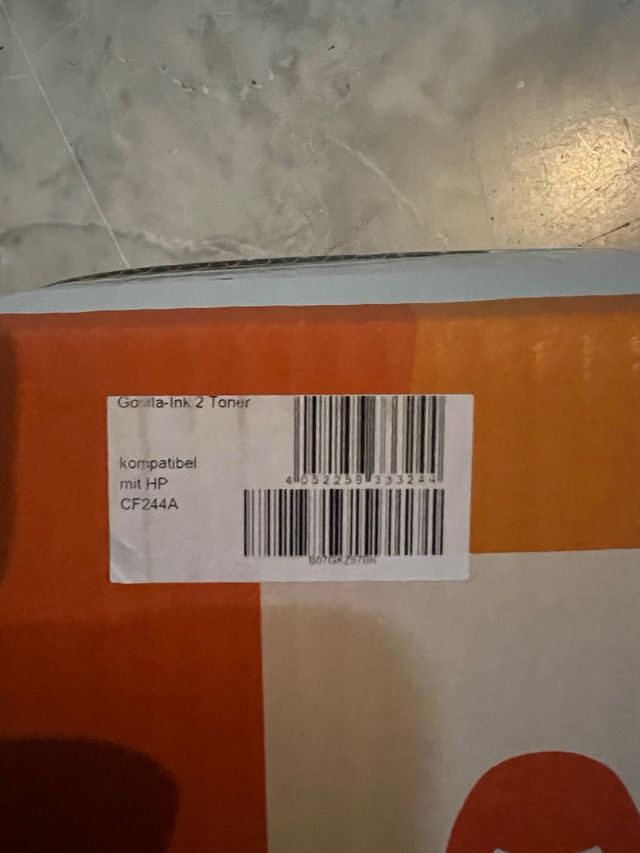 Gorilla-Ink 2 Toner
kompatibel
mit HP
CF244A